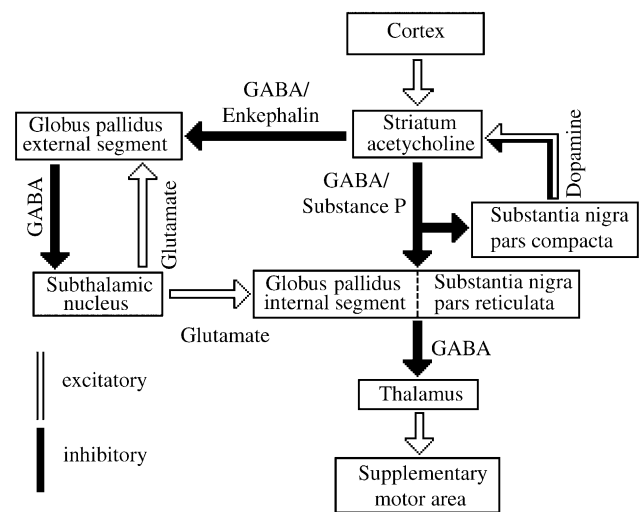 Cortex
GABA/
Enkephalin
Globus pallidus
external segment
Striatum
acetycholine
Dopamine
GABA
Glutamate
GABA/
Substance P
Substantia nigra
pars compacta
Subthalamic
nucleus
Globus pallidus
internal segment
Substantia nigra
pars reticulata
Glutamate
GABA
excitatory
Thalamus
inhibitory
Supplementary
motor area